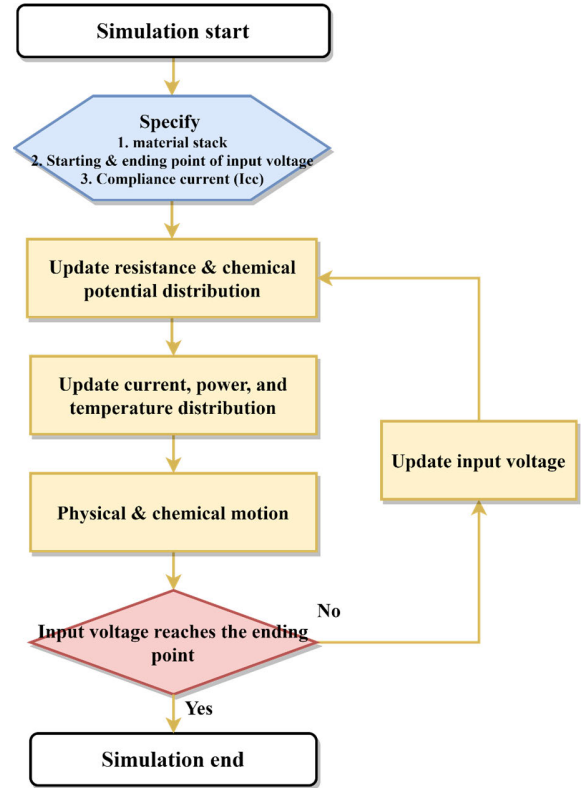 Simulation start
Specify
1. material stack
2. Starting & ending point of input voltage
3. Compliance current (Icc)
Update resistance & chemical
potential distribution
Update current, power, and
temperature distribution
Update input voltage
Physical & chemical motion
No
Input voltage reaches the ending
point
Yes
Simulation end